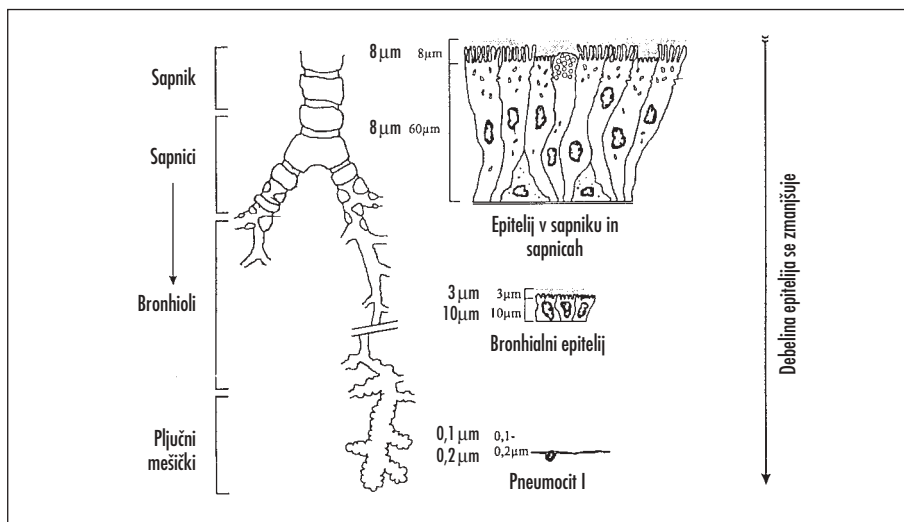 Sapnik
Sapnici
Bronhioli
Pljučni
mešički
8 μm 8μm
8 μm 60μm
Epitelij v sapniku in
sapnicah
3 μm 3μm
10μm 10μm
Bronhialni epitelij
0,1 μm 0,1-
0,2 μm 0,2μm
Pneumocit I
Debelina epitelija se zmanjšuje